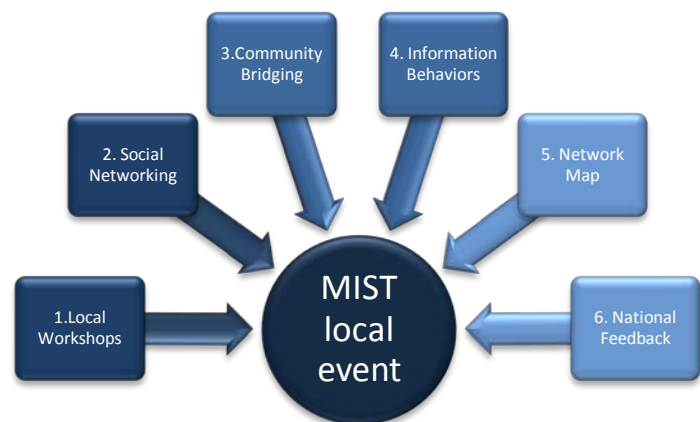 1.Local
Workshops
2. Social
Networking
3.Community
Bridging
4. Information
Behaviors
5. Network
Map
6. National
Feedback
MIST
local
event